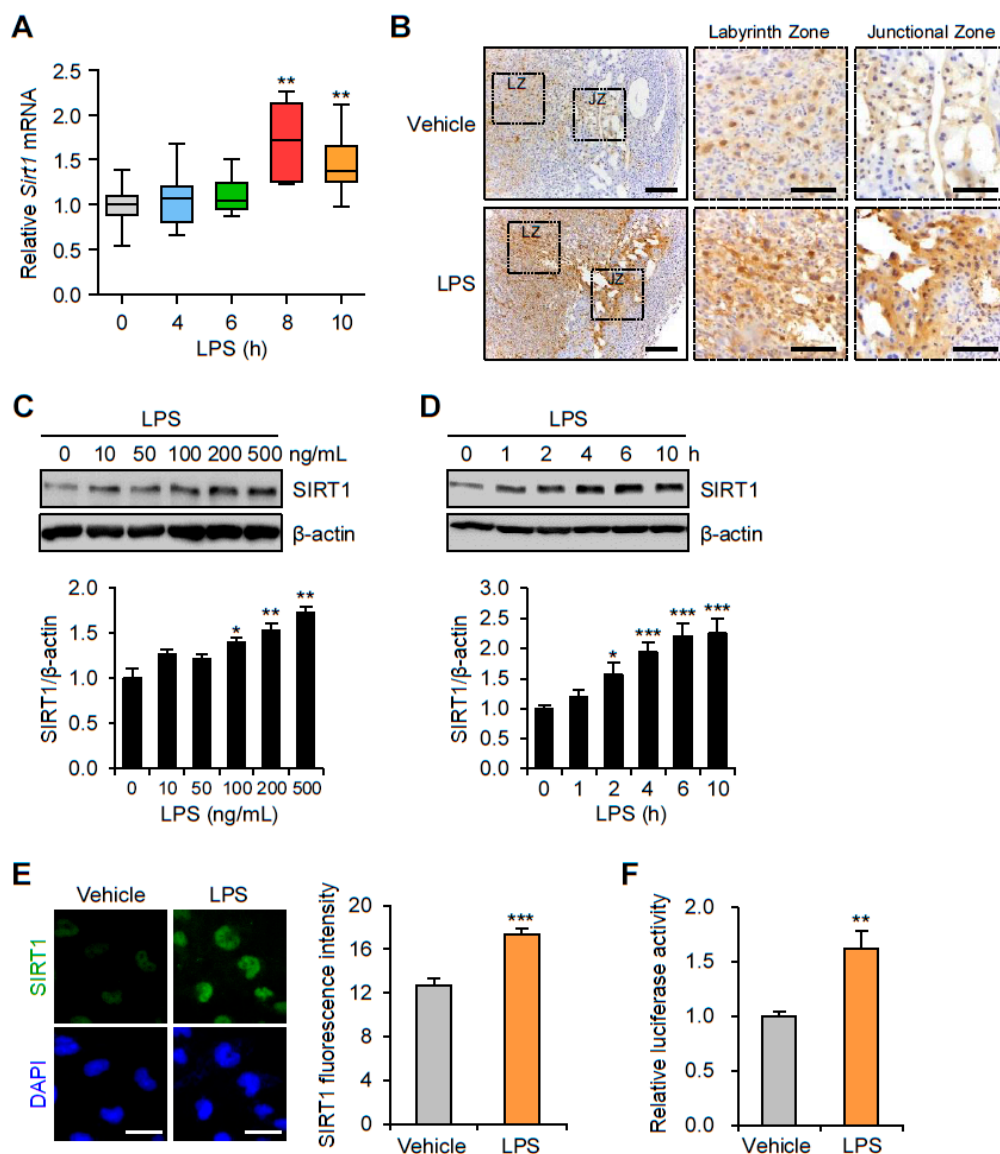 A
Relative Sirt1 mRNA
2.5
2.0
1.5
1.0
0.5
0.0
**
**
0 4 6 8 10
LPS (h)
B
Labyrinth Zone Junctional Zone
Vehicle
LZ
JZ
LPS
LZ
JZ
C
LPS
0 10 50 100 200 500 ng/mL
SIRT1
β-actin
SIRT1/β-actin
2.0
1.5
1.0
0.5
0.0
*
**
**
0 10 50 100 200 500
LPS (ng/mL)
D
LPS
0 1 2 4 6 10 h
SIRT1
β-actin
SIRT1/β-actin
3.0
2.5
2.0
1.5
1.0
0.5
0.0
*
***
***
***
0 1 2 4 6 10
LPS (h)
E
Vehicle LPS
SIRT1
DAPI
SIRT1 fluorescence intensity
20
16
12
8
4
0
***
Vehicle LPS
F
Relative luciferase activity
2.0
1.5
1.0
0.5
0.0
**
Vehicle LPS